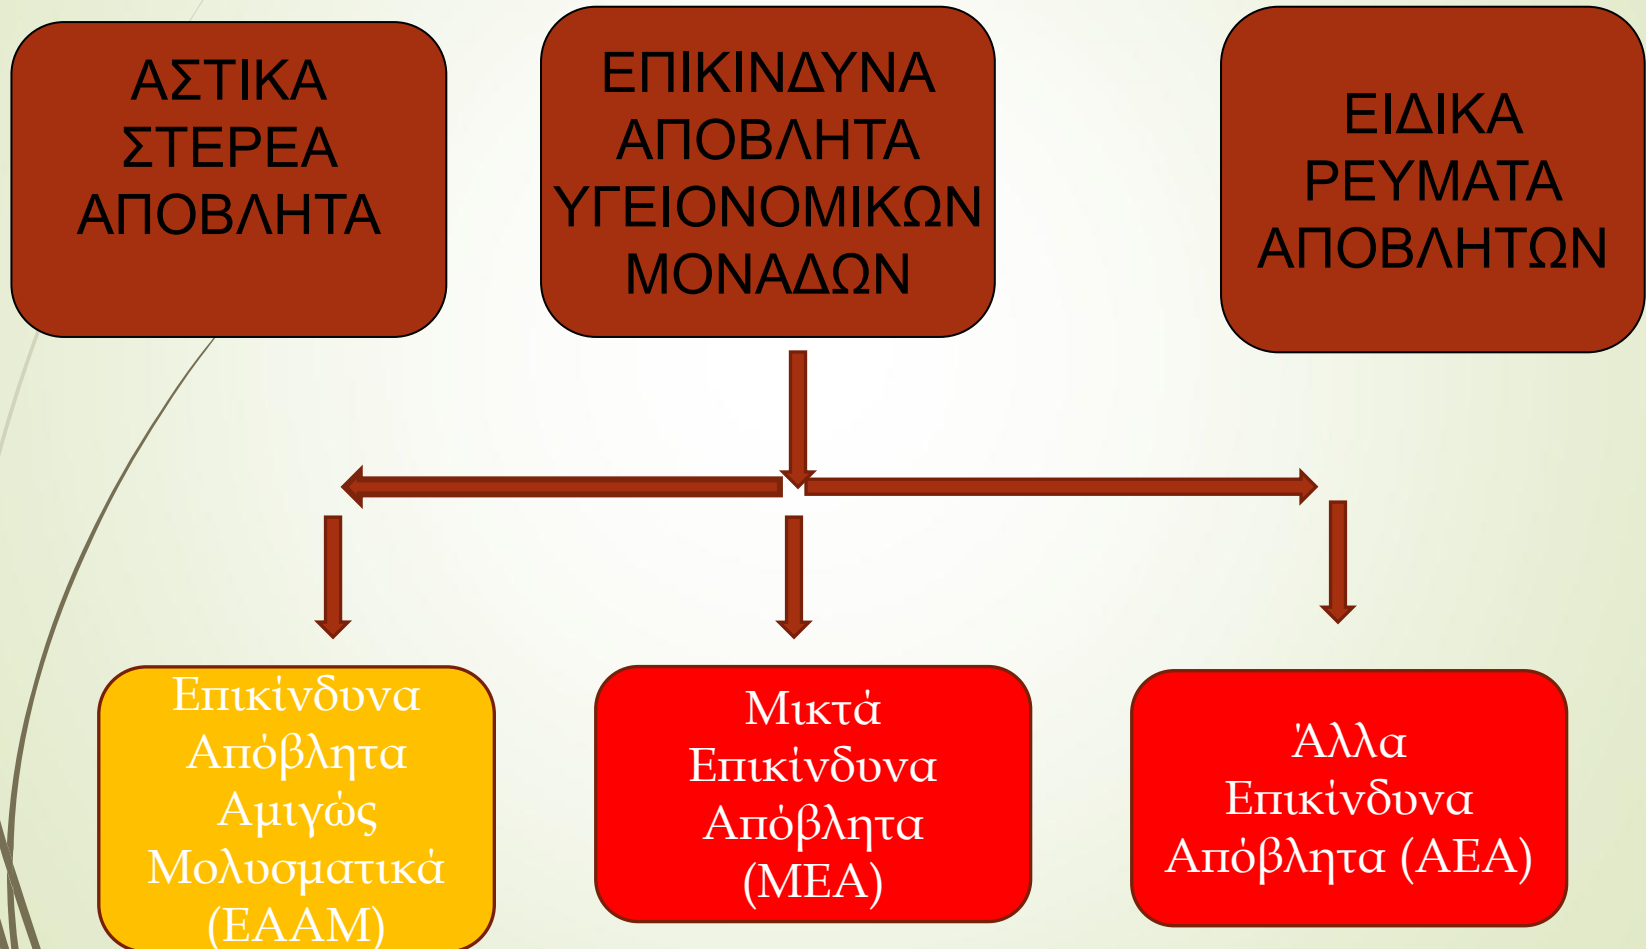 ΑΣΤΙΚΑ
ΣΤΕΡΕΑ
ΑΠΟΒΛΗΤΑ
ΕΠΙΚΙΝΔΥΝΑ
ΑΠΟΒΛΗΤΑ
ΥΓΕΙΟΝΟΜΙΚΩΝ
ΜΟΝΑΔΩΝ
ΕΙΔΙΚΑ
ΡΕΥΜΑΤΑ
ΑΠΟΒΛΗΤΩΝ
Επικίνδυνα
Απόβλητα
Αμιγώς
Μολυσματικά
(ΕΑΑΜ)
Μικτά
Επικίνδυνα
Απόβλητα
(ΜΕΑ)
Άλλα
Επικίνδυνα
Απόβλητα (ΑΕΑ)